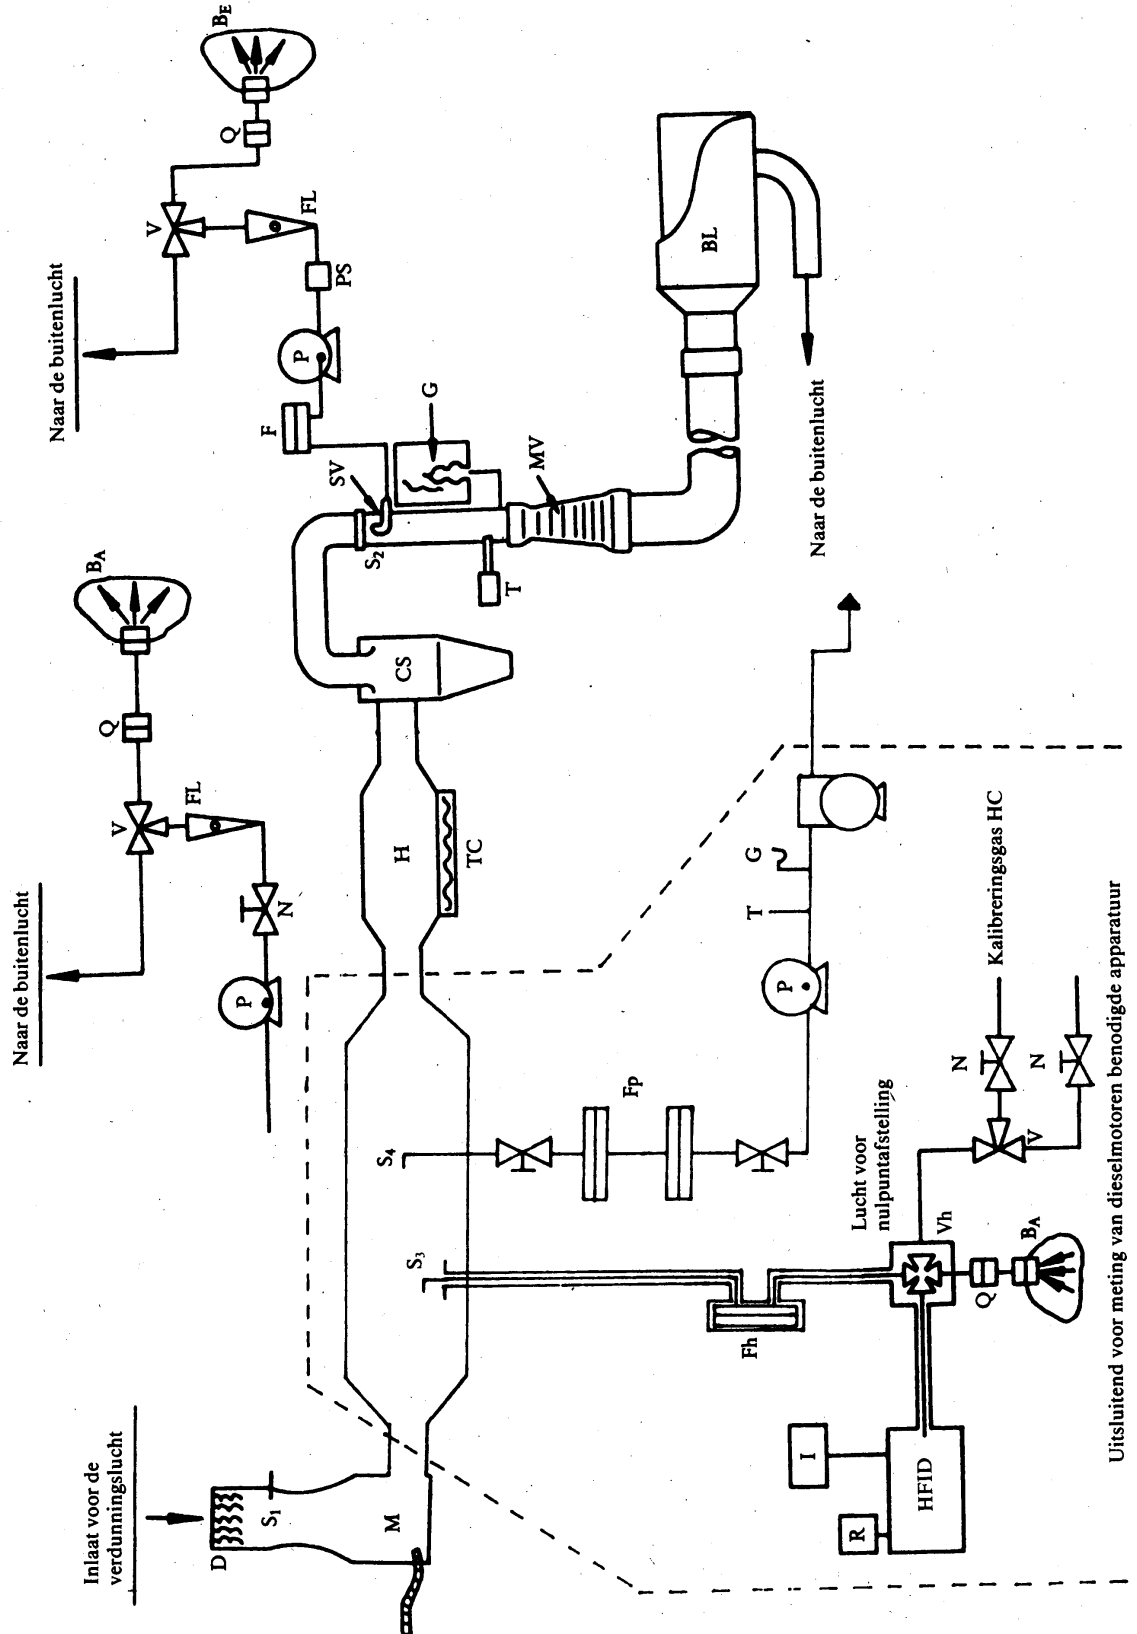 Inlaat voor de
verdunningslucht
D
S1
M
Naar de buitenlucht
V
Q
BA
FL
N
P
Naar de buitenlucht
V
Q
BE
FL
PS
P
F
G
SV
S2
T
MV
BL
Naar de buitenlucht
CS
H
TC
S4
S3
Fp
P
T
G
Fh
Lucht voor
nulpuntafstelling
Vh
V
N
N
Kalibreringsgas HC
BA
Q
I
R
HFID
Uitsluitend voor meting van dieselmotoren benodigde apparatuur